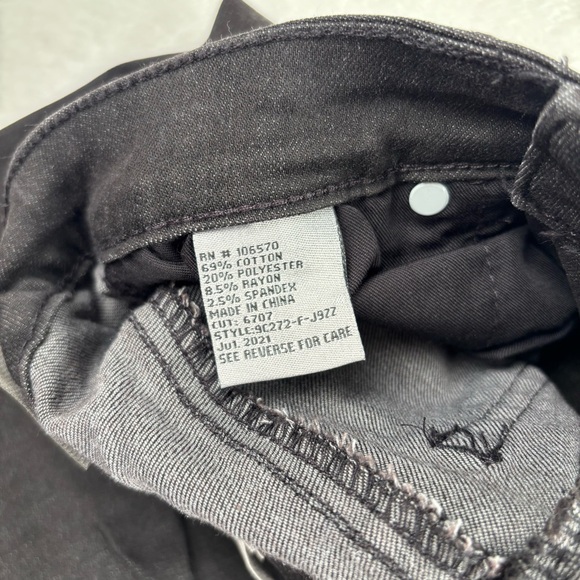 RN # 106570
69% COTTON
20% POLYESTER
8.5% RAYON
2.5% SPANDEX
MADE IN CHINA
CUT: 6707
STYLE:9C272-F-J97Z
Jul 2021
SEE REVERSE FOR CARE